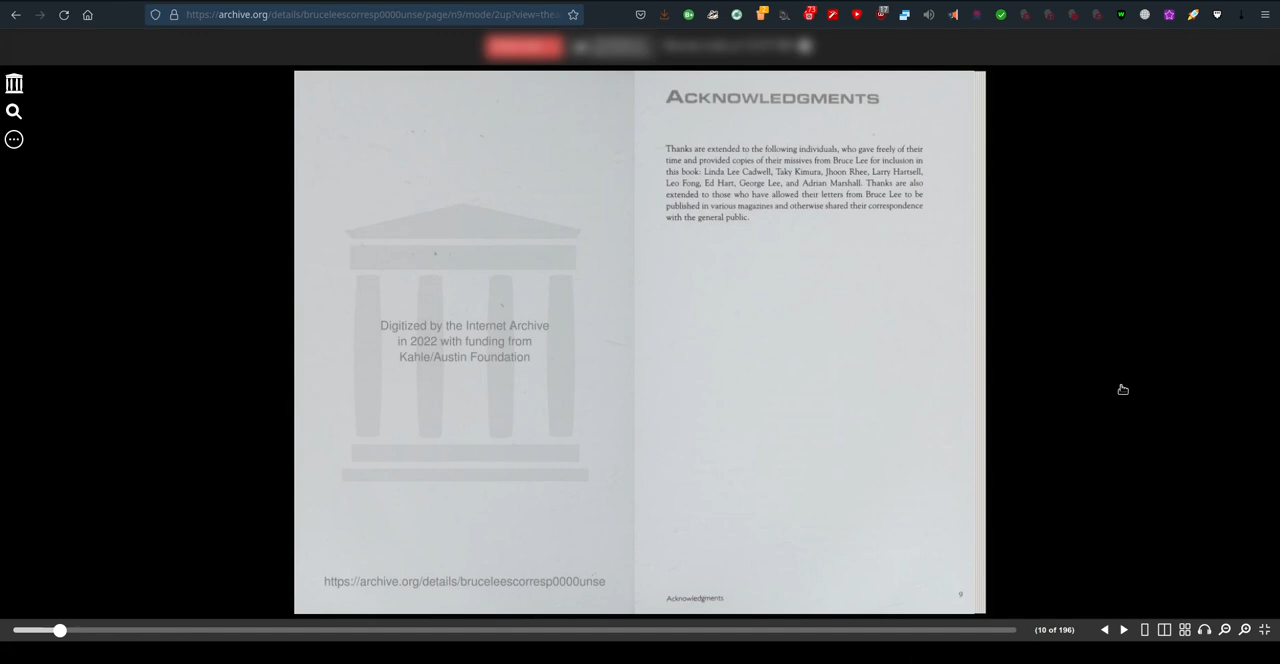 https://archive.org/details/bruceleescorresp0000unse/page/n9/mode/2up?view=thea
73
17
ACKNOWLEDGMENTS
Thanks are extended to the following individuals, who gave freely of their
time and provided copies of their missives from Bruce Lee for inclusion in
this book: Linda Lee Cadwell, Taky Kimura, Jhoon Rhee, Larry Hartsell,
Leo Fong, Ed Hart, George Lee, and Adrian Marshall. Thanks are also
extended to those who have allowed their letters from Bruce Lee to be
published in various magazines and otherwise shared their correspondence
with the general public.
Digitized by the Internet Archive
in 2022 with funding from
Kahle/Austin Foundation
https://archive.org/details/bruceleescorresp0000unse
Acknowledgments
9
(10 of 196)